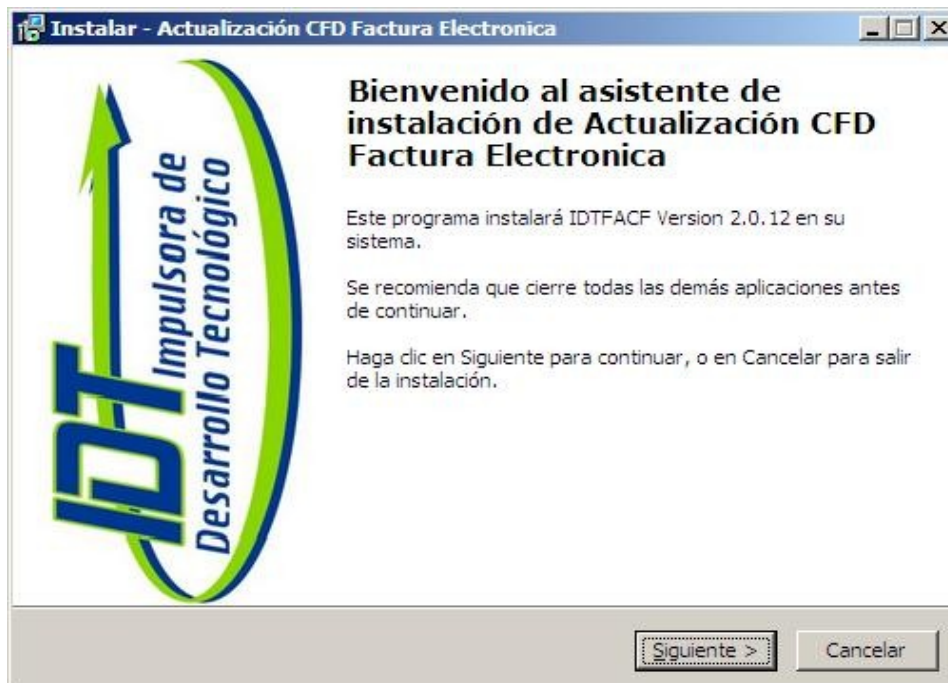 Instalar - Actualización CFD Factura Electronica
Bienvenido al asistente de
instalación de Actualización CFD
Factura Electronica
Este programa instalará IDTFACF Version 2.0.12 en su
sistema.
Se recomienda que cierre todas las demás aplicaciones antes
de continuar.
Haga clic en Siguiente para continuar, o en Cancelar para salir
de la instalación.
IDT
Impulsora de
Desarrollo Tecnológico
Siguiente >
Cancelar